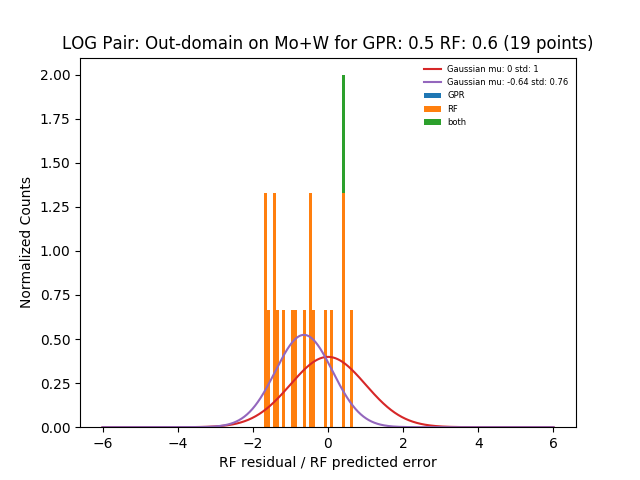 LOG Pair: Out-domain on Mo+W for GPR: 0.5 RF: 0.6 (19 points)
Gaussian mu: 0 std: 1
Gaussian mu: -0.64 std: 0.76
GPR
RF
both
Normalized Counts
2.00
1.75
1.50
1.25
1.00
0.75
0.50
0.25
0.00
−6 −4 −2 0 2 4 6
RF residual / RF predicted error